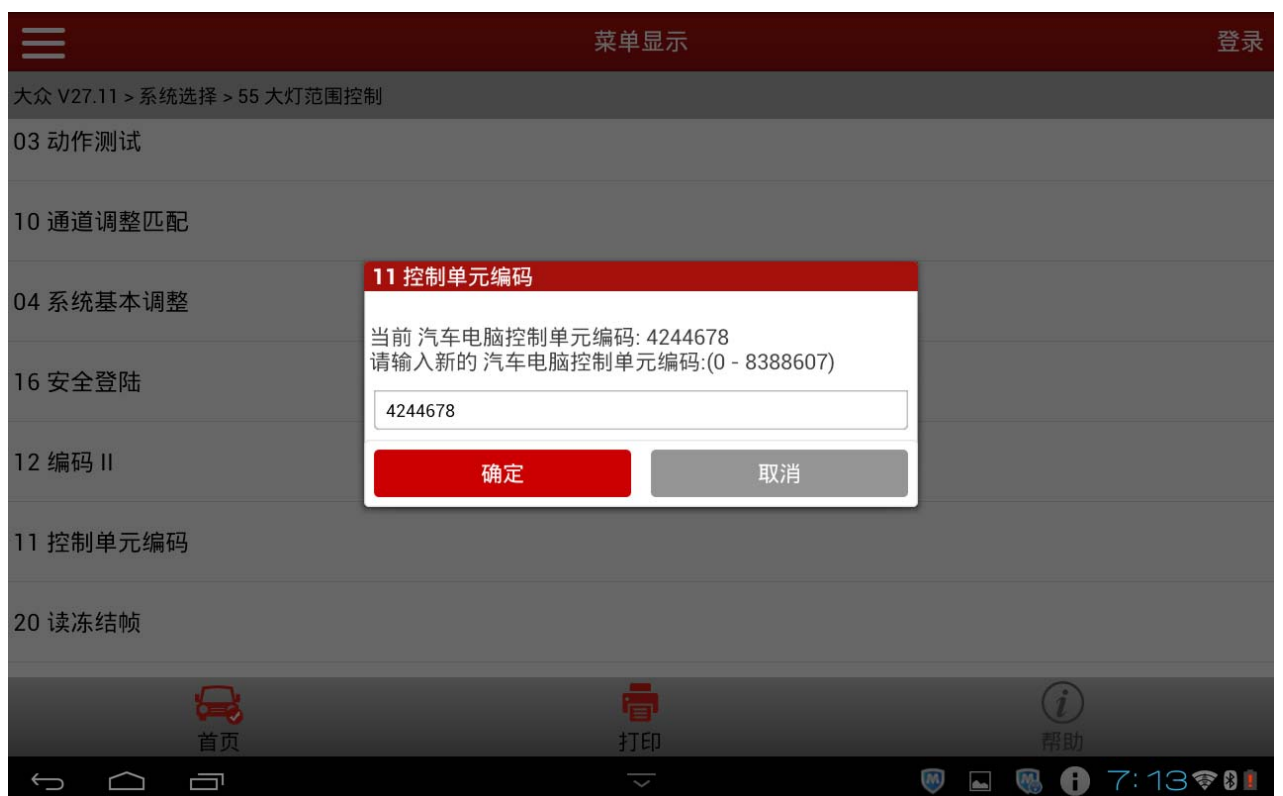 菜单显示
登录
大众 V27.11 > 系统选择 > 55 大灯范围控制
03 动作测试
10 通道调整匹配
04 系统基本调整
16 安全登陆
12 编码 II
11 控制单元编码
20 读冻结帧
11 控制单元编码
当前 汽车电脑控制单元编码: 4244678
请输入新的 汽车电脑控制单元编码:(0 - 8388607)
4244678
确定
取消
首页
打印
帮助
7:13